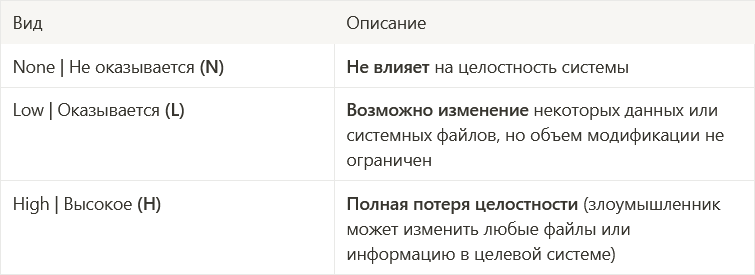 Вид Описание
None | Не оказывается (N) Не влияет на целостность системы
Low | Оказывается (L) Возможно изменение некоторых данных или
системных файлов, но объем модификации не
ограничен
High | Высокое (H) Полная потеря целостности (злоумышленник
может изменить любые файлы или
информацию в целевой системе)